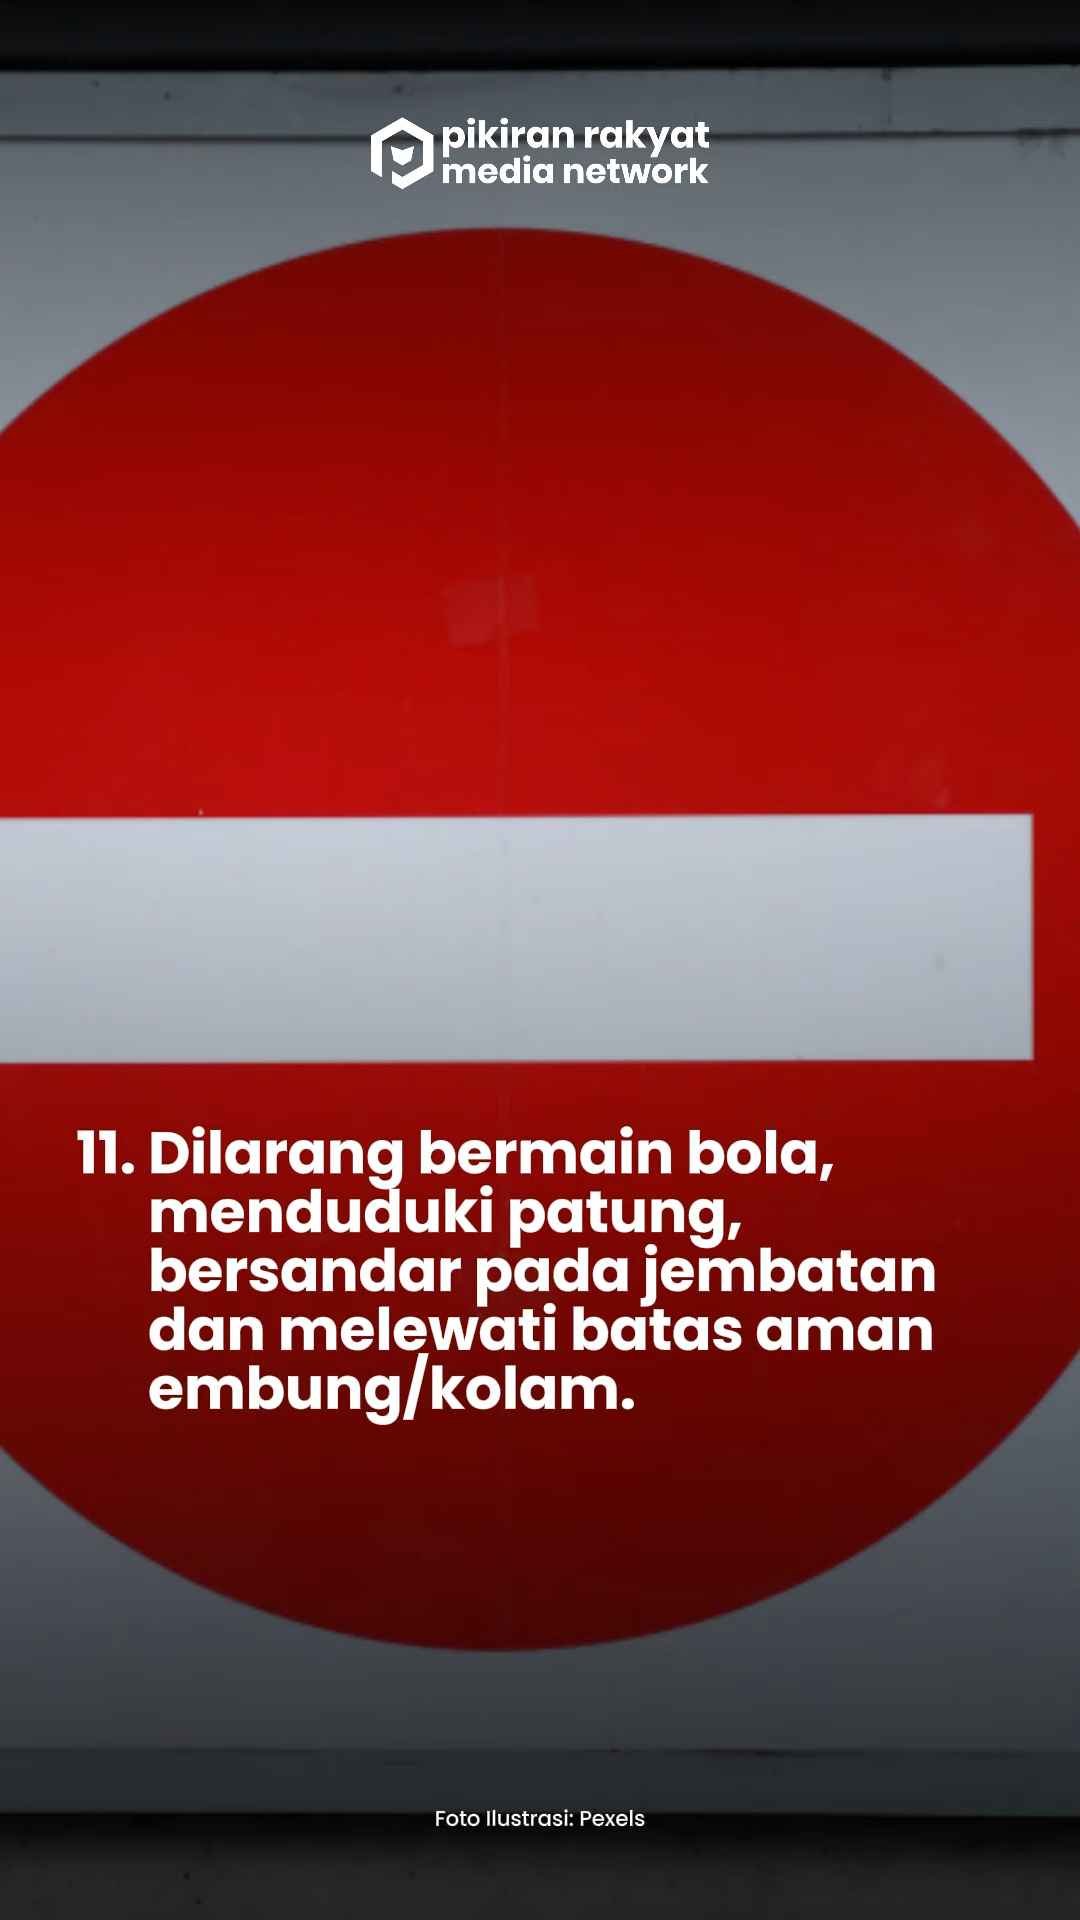 pikiran rakyat
media network
11. Dilarang bermain bola,
menduduki patung,
bersandar pada jembatan
dan melewati batas aman
embung/kolam.
Foto Ilustrasi: Pexels